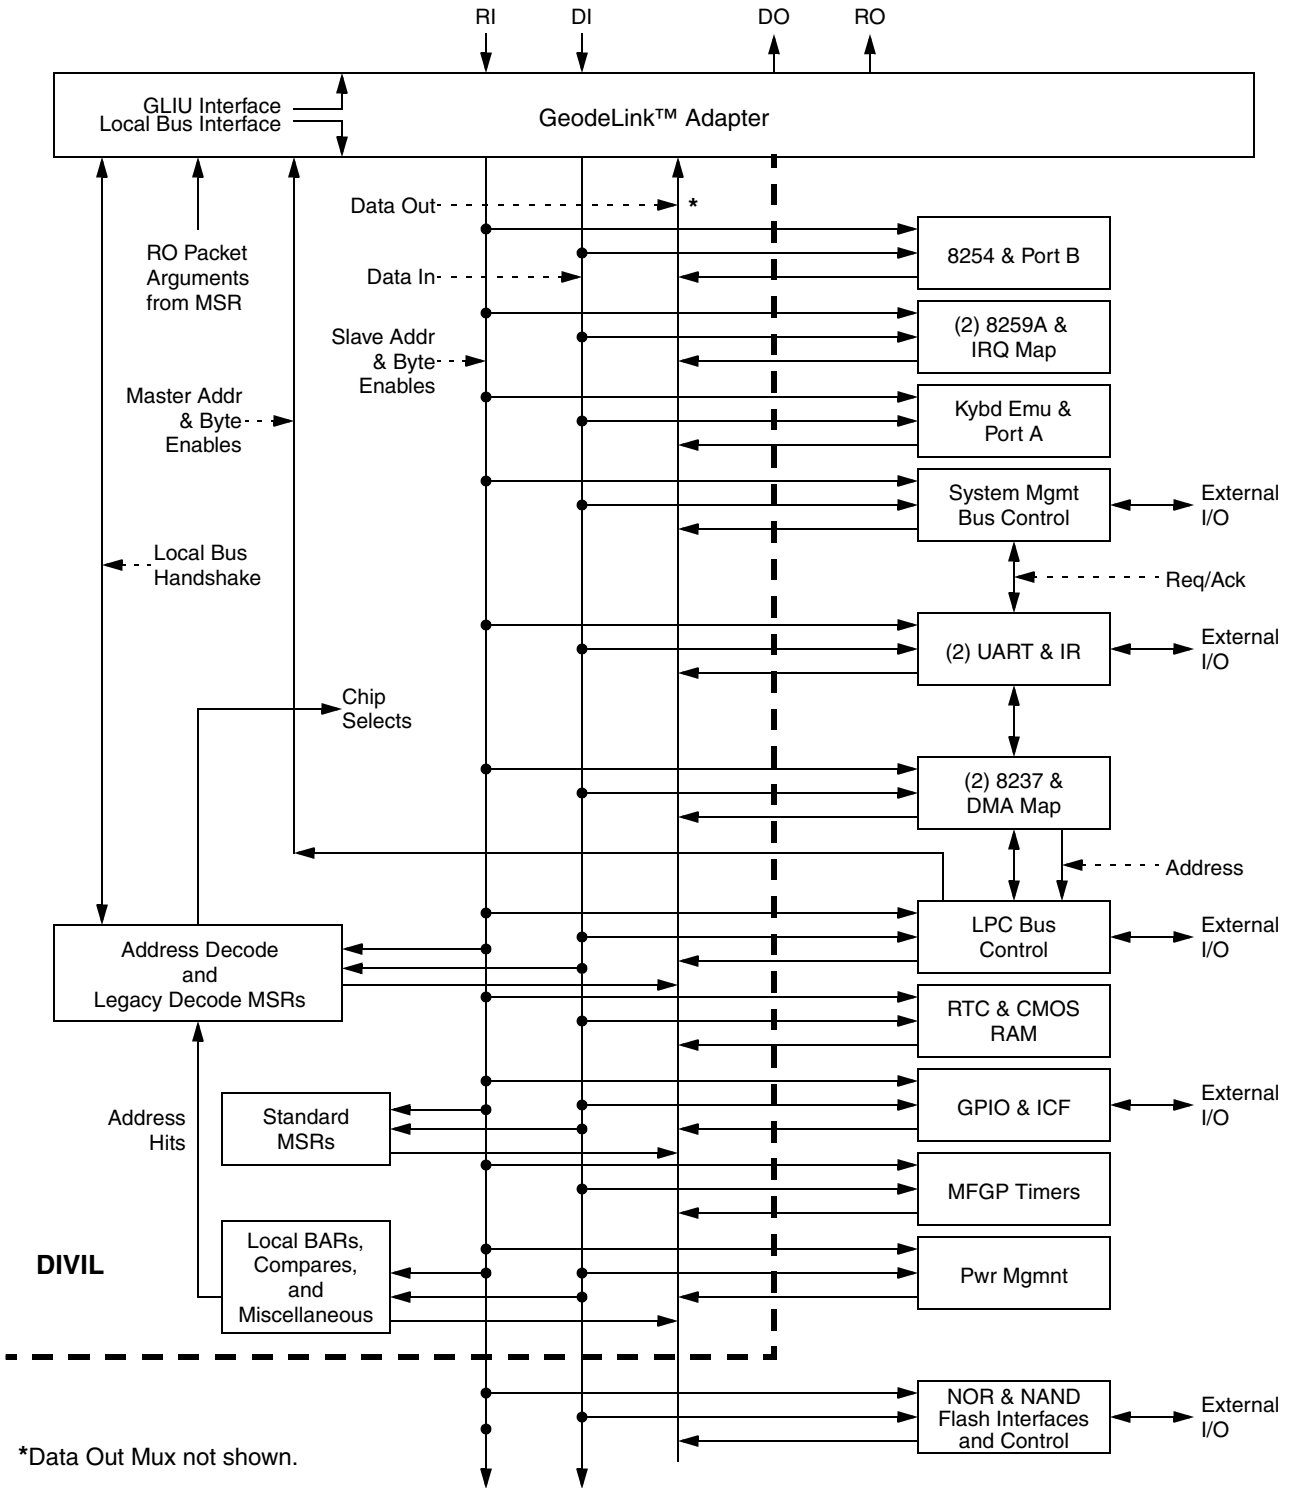 RI
DI
DO
RO
GLIU Interface
Local Bus Interface
GeodeLink™ Adapter
Data Out
*
RO Packet
Arguments
from MSR
8254 & Port B
Data In
(2) 8259A &
IRQ Map
Slave Addr
& Byte
Enables
Master Addr
& Byte
Enables
Kybd Emu &
Port A
System Mgmt
Bus Control
External
I/O
Local Bus
Handshake
Req/Ack
(2) UART & IR
External
I/O
Chip
Selects
(2) 8237 &
DMA Map
Address
LPC Bus
Control
External
I/O
Address Decode
and
Legacy Decode MSRs
RTC & CMOS
RAM
Address
Hits
Standard
MSRs
GPIO & ICF
External
I/O
MFGP Timers
DIVIL
Local BARs,
Compares,
and
Miscellaneous
Pwr Mgmnt
NOR & NAND
Flash Interfaces
and Control
External
I/O
*Data Out Mux not shown.